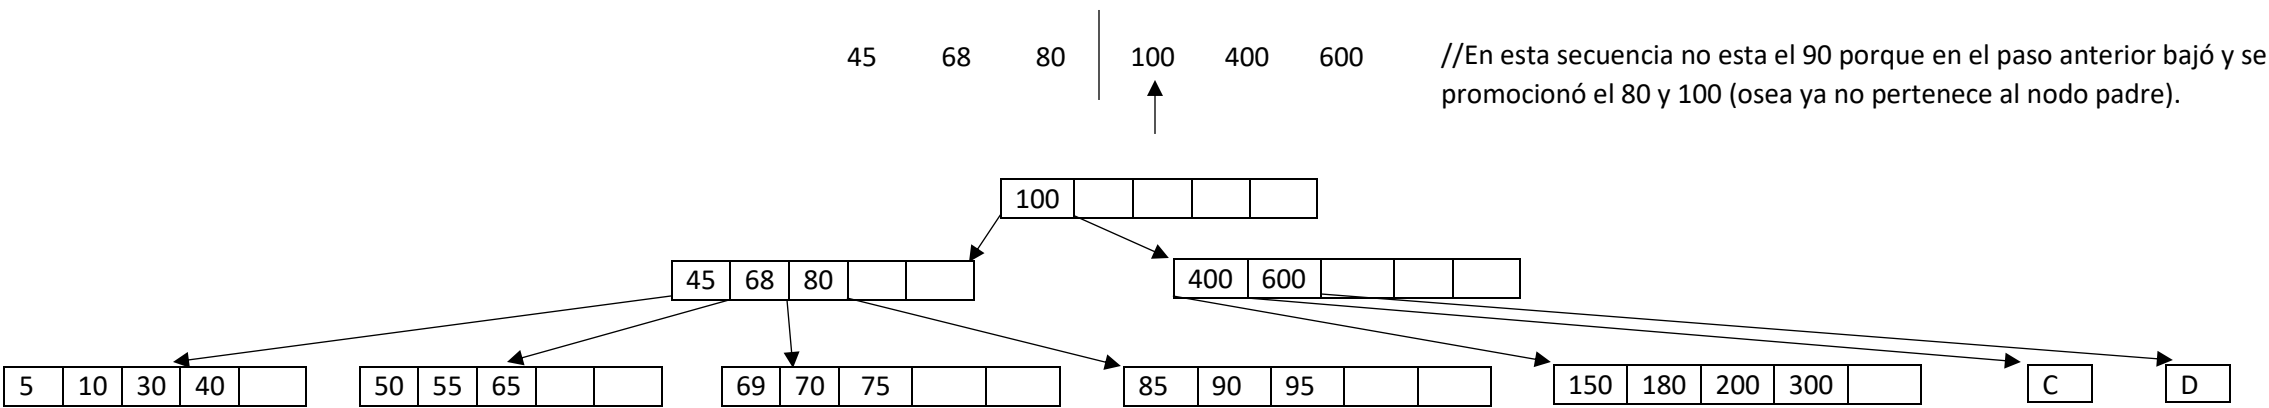 45 68 80 100 400 600 //En esta secuencia no esta el 90 porque en el paso anterior bajó y se
promocionó el 80 y 100 (osea ya no pertenece al nodo padre).
100
45 68 80 400 600
5 10 30 40 50 55 65 69 70 75 85 90 95 150 180 200 300 C D